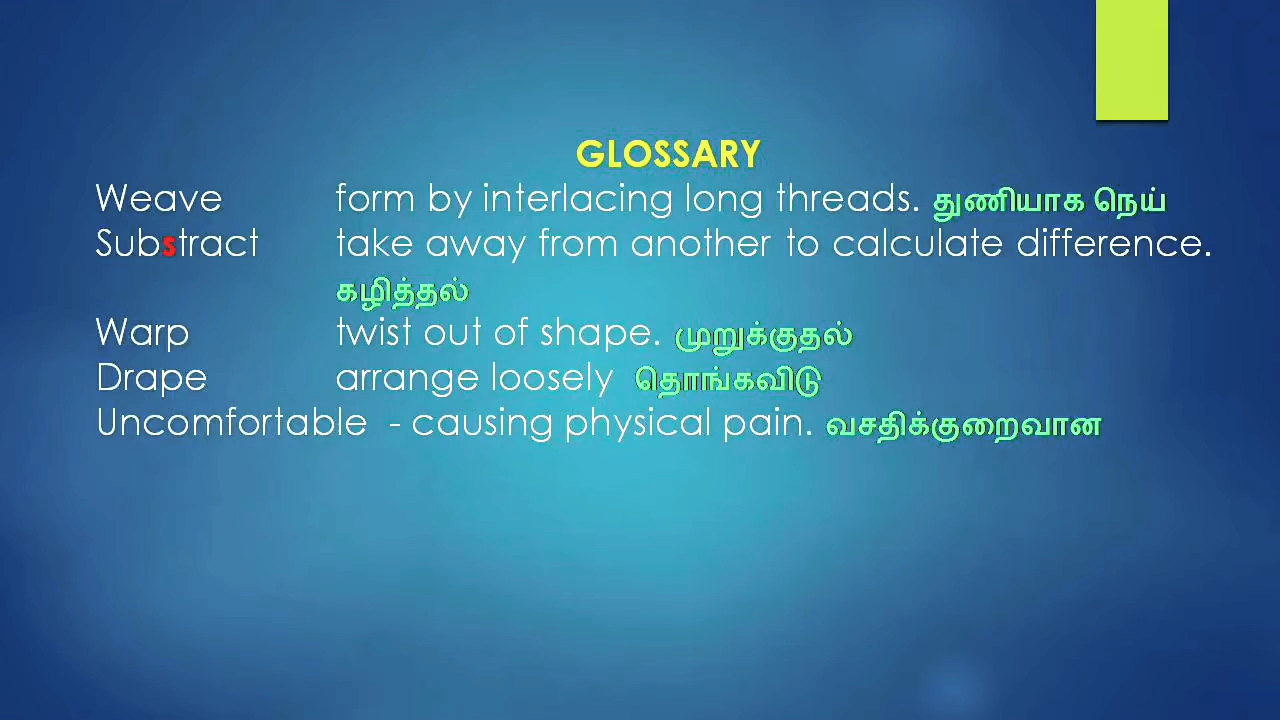 GLOSSARY
Weave form by interlacing long threads. துணியாக நெய்
Substract take away from another to calculate difference.
கழித்தல்
Warp twist out of shape. முறுக்குதல்
Drape arrange loosely தொங்கவிடு
Uncomfortable - causing physical pain. வசதிக்குறைவான